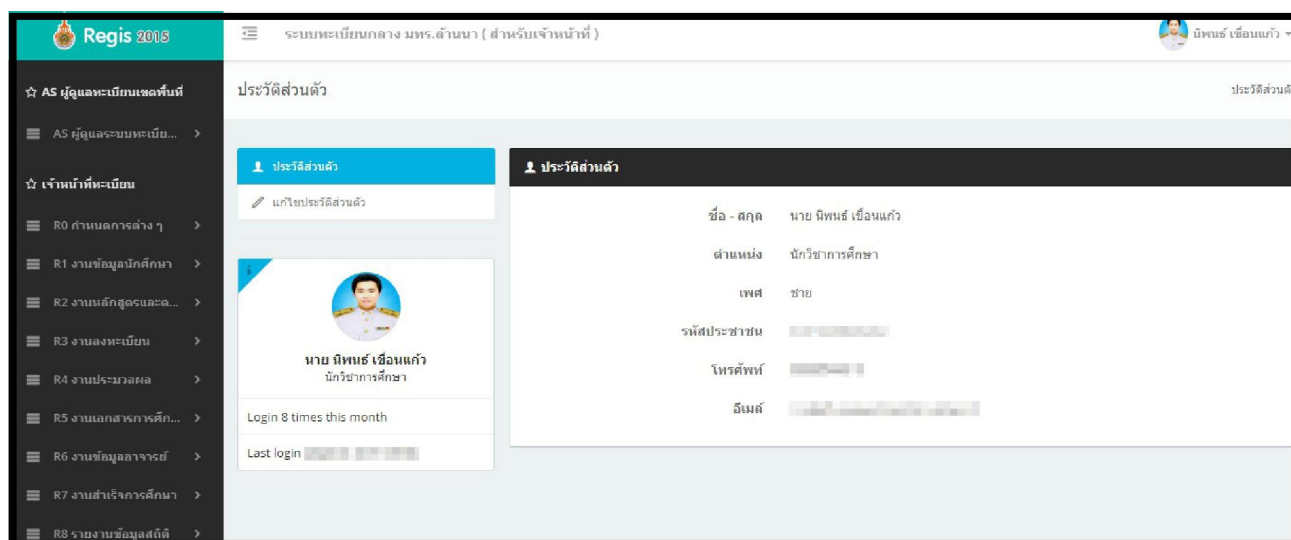 Regis 2015
ระบบทะเบียนกลาง มทร.ล้านนา ( สำหรับเจ้าหน้าที่ )
นิพนธ์ เขื่อนแก้ว
AS ผู้ดูแลทะเบียนเขตพื้นที่
AS ผู้ดูแลระบบทะเบีย...
เจ้าหน้าที่ทะเบียน
R0 กำหนดการต่าง ๆ
R1 งานข้อมูลนักศึกษา
R2 งานหลักสูตรและต...
R3 งานลงทะเบียน
R4 งานประมวลผล
R5 งานเอกสารการศึก...
R6 งานข้อมูลอาจารย์
R7 งานสำเร็จการศึกษา
R8 รายงานข้อมูลสถิติ
ประวัติส่วนตัว
ประวัติส่วนตั
ประวัติส่วนตัว
แก้ไขประวัติส่วนตัว
นาย นิพนธ์ เขื่อนแก้ว
นักวิชาการศึกษา
Login 8 times this month
Last login
ประวัติส่วนตัว
ชื่อ - สกุล นาย นิพนธ์ เขื่อนแก้ว
ตำแหน่ง นักวิชาการศึกษา
เพศ ชาย
รหัสประชาชน
โทรศัพท์
อีเมล์